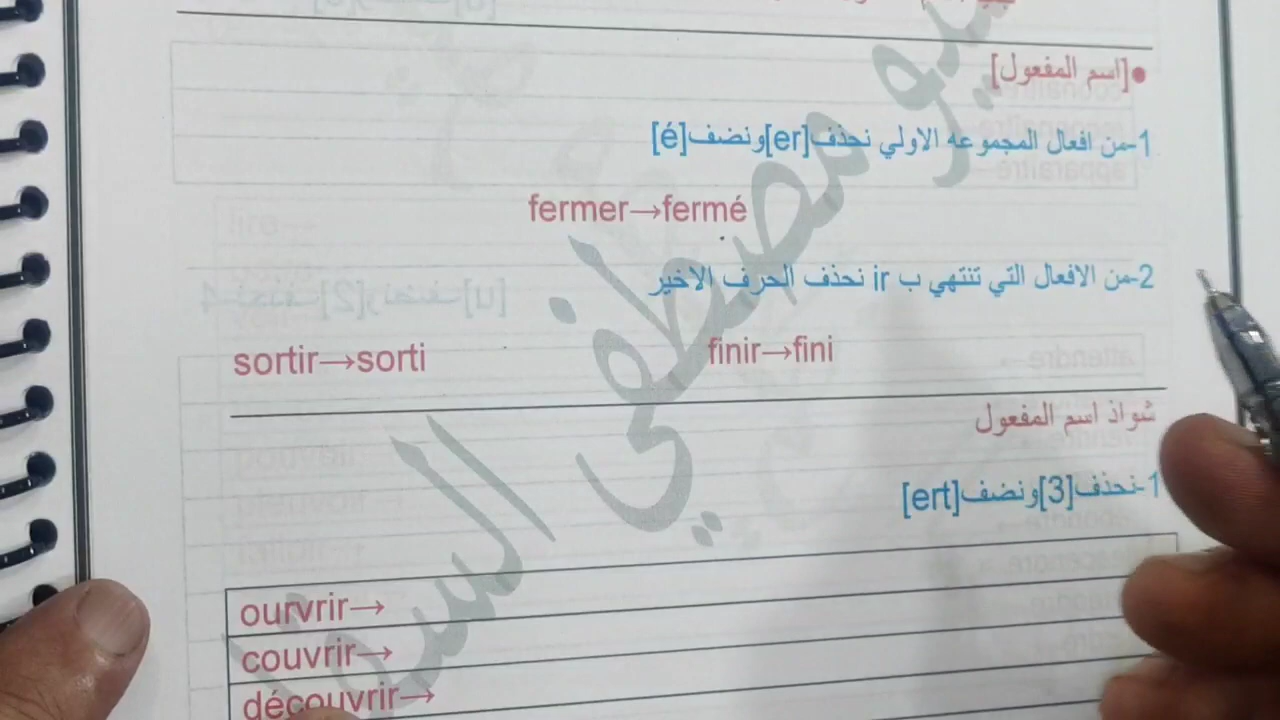 •[اسم المفعول]
1-من افعال المجموعه الاولي نحذف[er]ونضف[é]
fermer→fermé
2-من الافعال التي تنتهي ب ir نحذف الحرف الاخير
sortir→sorti finir→fini
شواذ اسم المفعول
1-نحذف[3]ونضف[ert]
ourvrir→
couvrir→
découvrir→
مصطفي